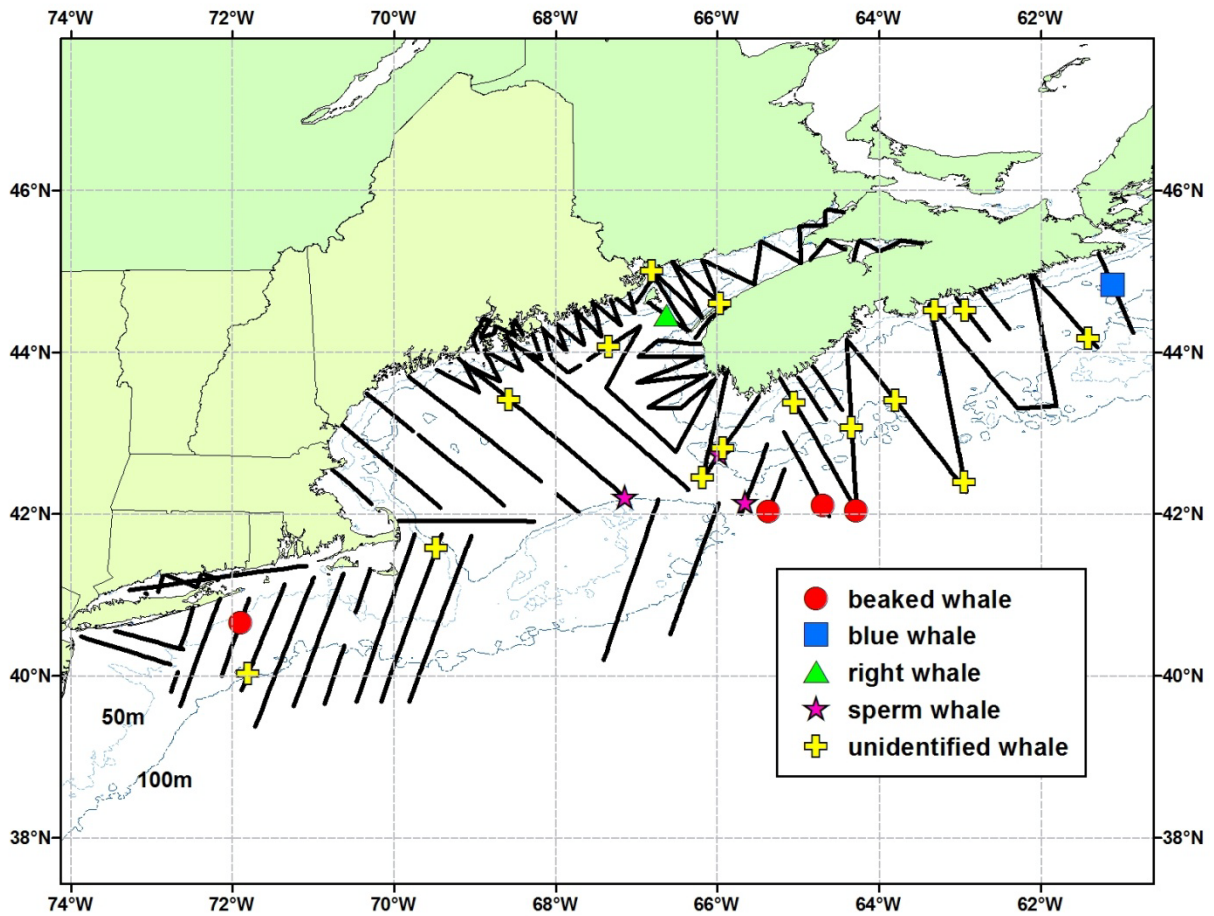 74°W 72°W 70°W 68°W 66°W 64°W 62°W
46°N 46°N
44°N 44°N
42°N 42°N
beaked whale
blue whale
40°N 40°N
right whale
50m
sperm whale
unidentified whale
100m
38°N 38°N
74°W 72°W 70°W 68°W 66°W 64°W 62°W